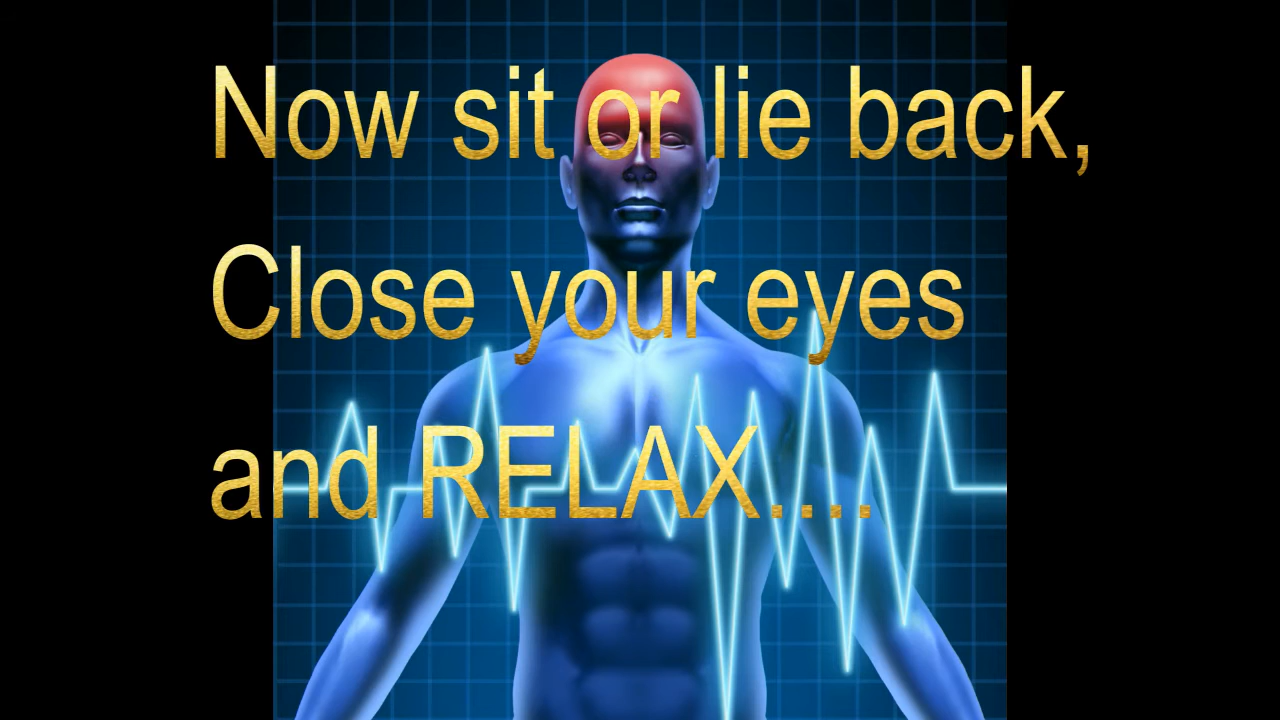 Now sit or lie back,
Close your eyes
and RELAX....